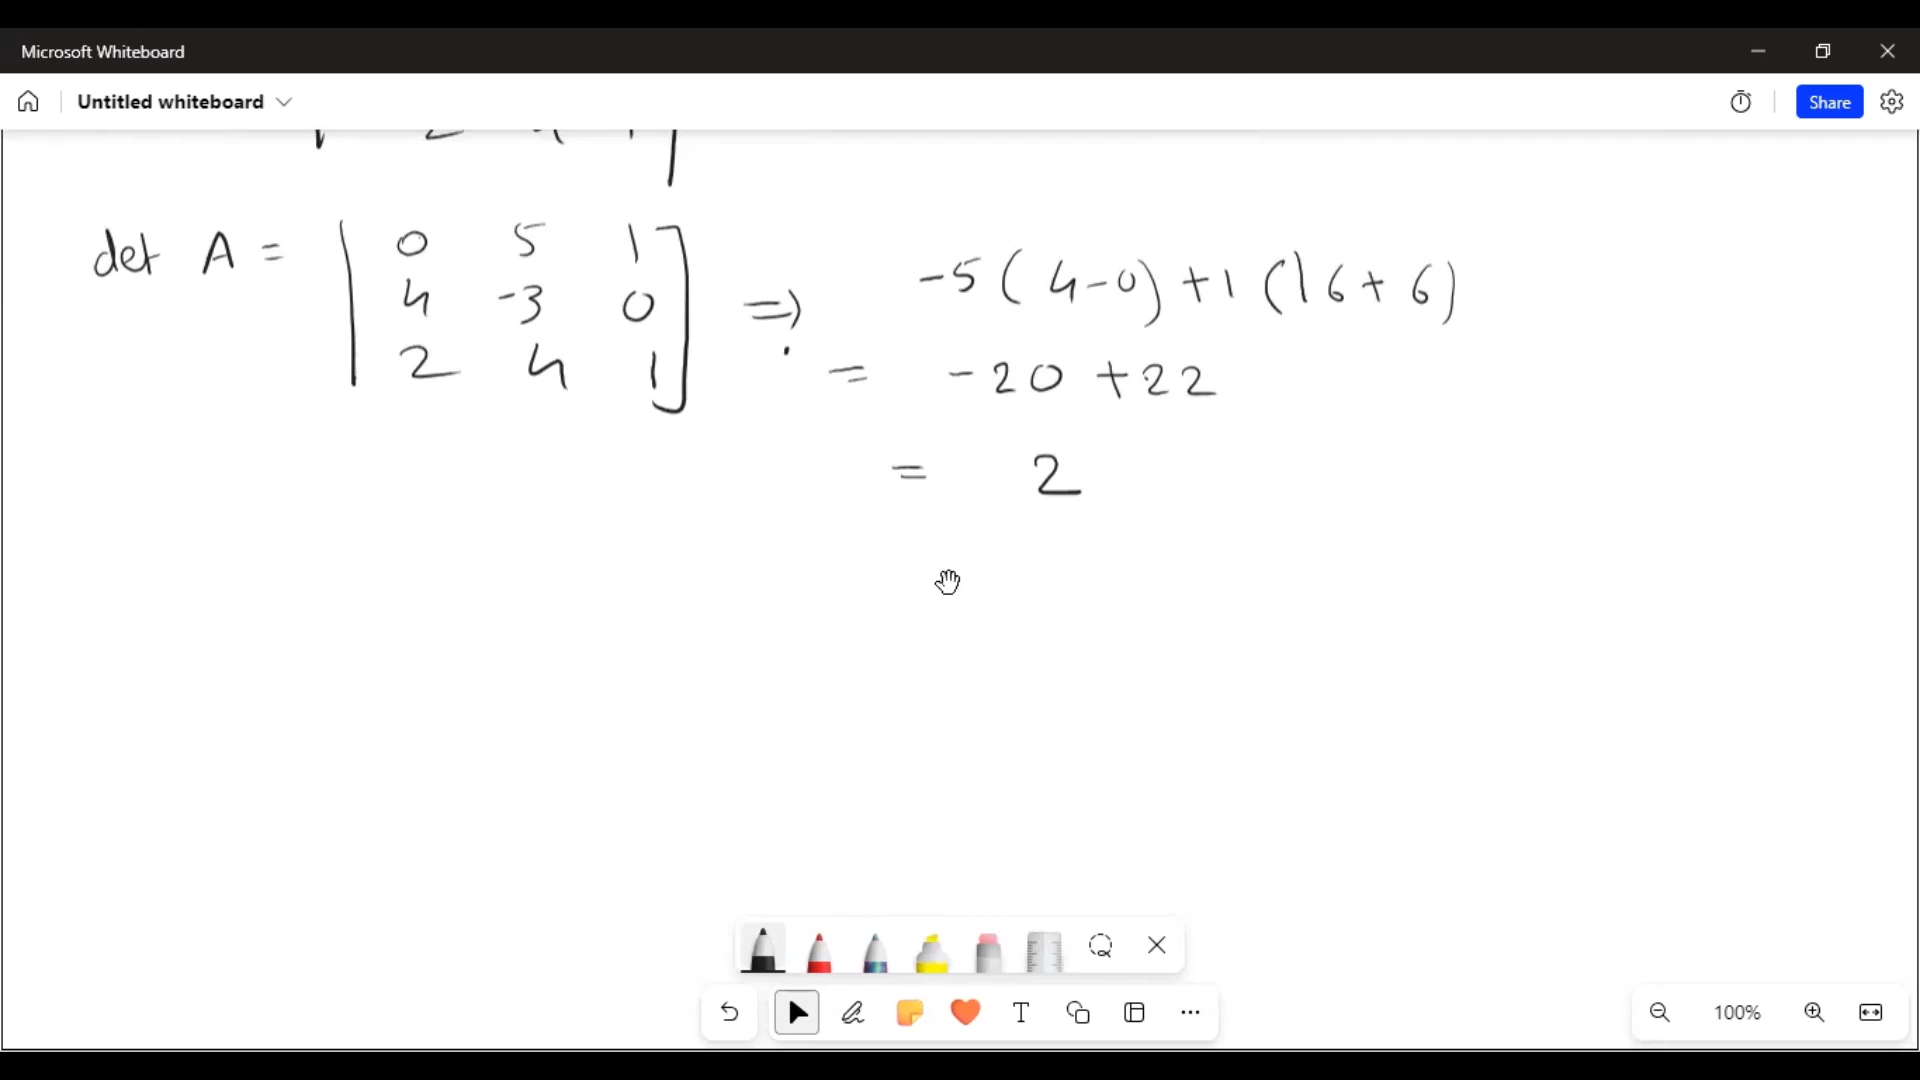 Microsoft Whiteboard
Untitled whiteboard
Share
det A = | 0 5 1 ]
4 -3 0
2 4 1
=> -5 ( 4-0) +1 (16+ 6)
= -20 +22
= 2
T
100%